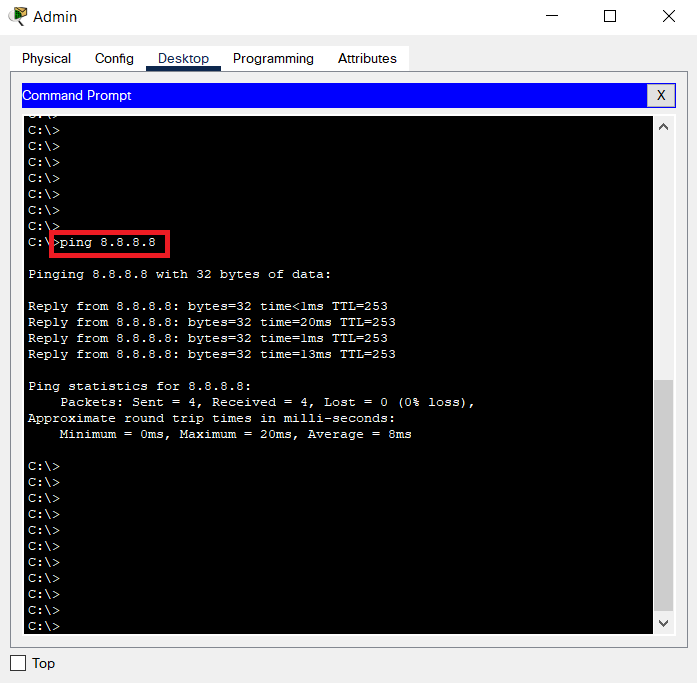 Admin
Physical Config Desktop Programming Attributes
Command Prompt X
C:\>
C:\>
C:\>
C:\>
C:\>
C:\>
C:\>
C:\>
C:\>ping 8.8.8.8
Pinging 8.8.8.8 with 32 bytes of data:
Reply from 8.8.8.8: bytes=32 time<1ms TTL=253
Reply from 8.8.8.8: bytes=32 time=20ms TTL=253
Reply from 8.8.8.8: bytes=32 time=1ms TTL=253
Reply from 8.8.8.8: bytes=32 time=13ms TTL=253
Ping statistics for 8.8.8.8:
Packets: Sent = 4, Received = 4, Lost = 0 (0% loss),
Approximate round trip times in milli-seconds:
Minimum = 0ms, Maximum = 20ms, Average = 8ms
C:\>
C:\>
C:\>
C:\>
C:\>
C:\>
C:\>
C:\>
C:\>
C:\>
C:\>
Top